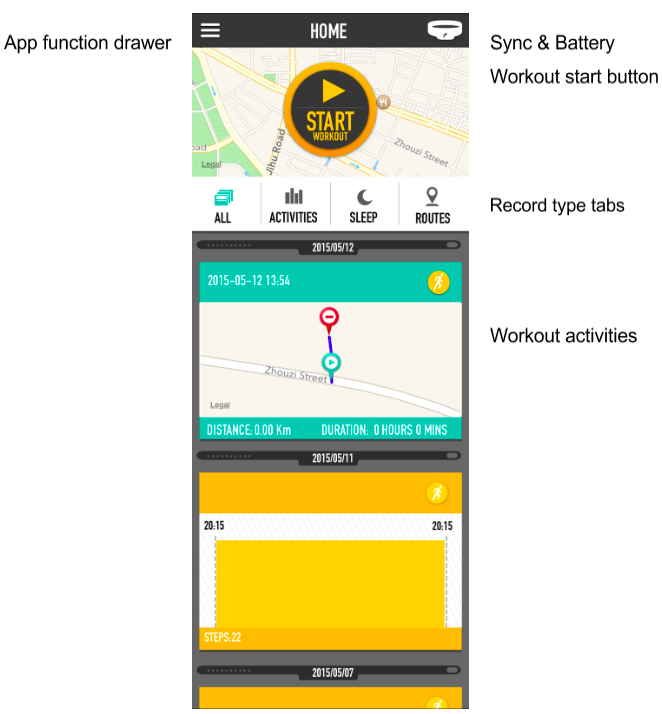 App function drawer
HOME
Sync & Battery
Workout start button
START
WORKOUT
Jihu Road
Zhouzi Street
oad
Legal
ALL
ACTIVITIES
SLEEP
ROUTES
Record type tabs
2015/05/12
2015-05-12 13:54
Workout activities
Zhouzi Street
Legal
DISTANCE: 0.00 Km DURATION: 0 HOURS 0 MINS
2015/05/11
20:15 20:15
STEPS:22
2015/05/07